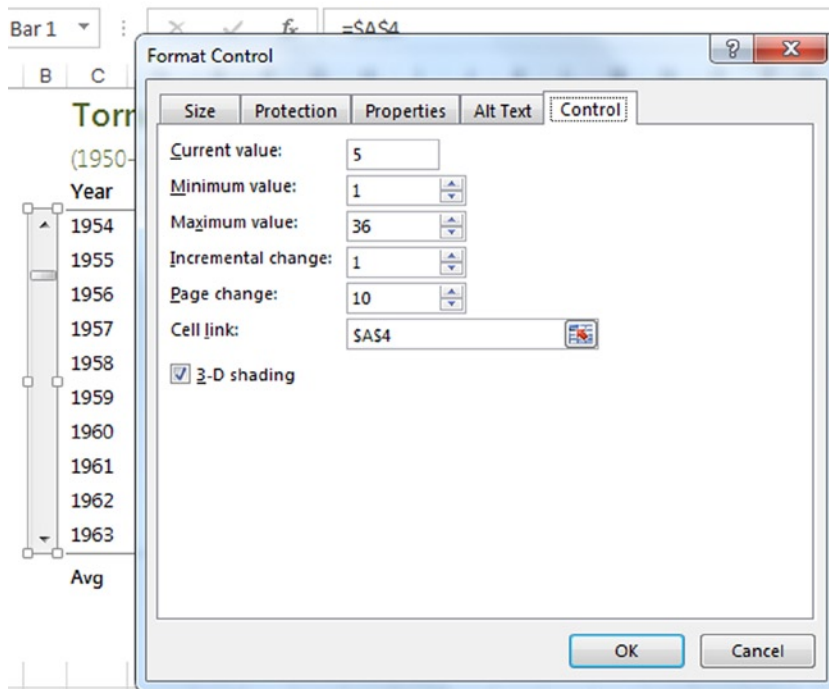 Bar 1
fx
=$A$4
Format Control
B C
Size Protection Properties Alt Text Control
Torr
(1950-
Year
1954
1955
1956
1957
1958
1959
1960
1961
1962
1963
Avg
Current value: 5
Minimum value: 1
Maximum value: 36
Incremental change: 1
Page change: 10
Cell link: $A$4
3-D shading
OK Cancel